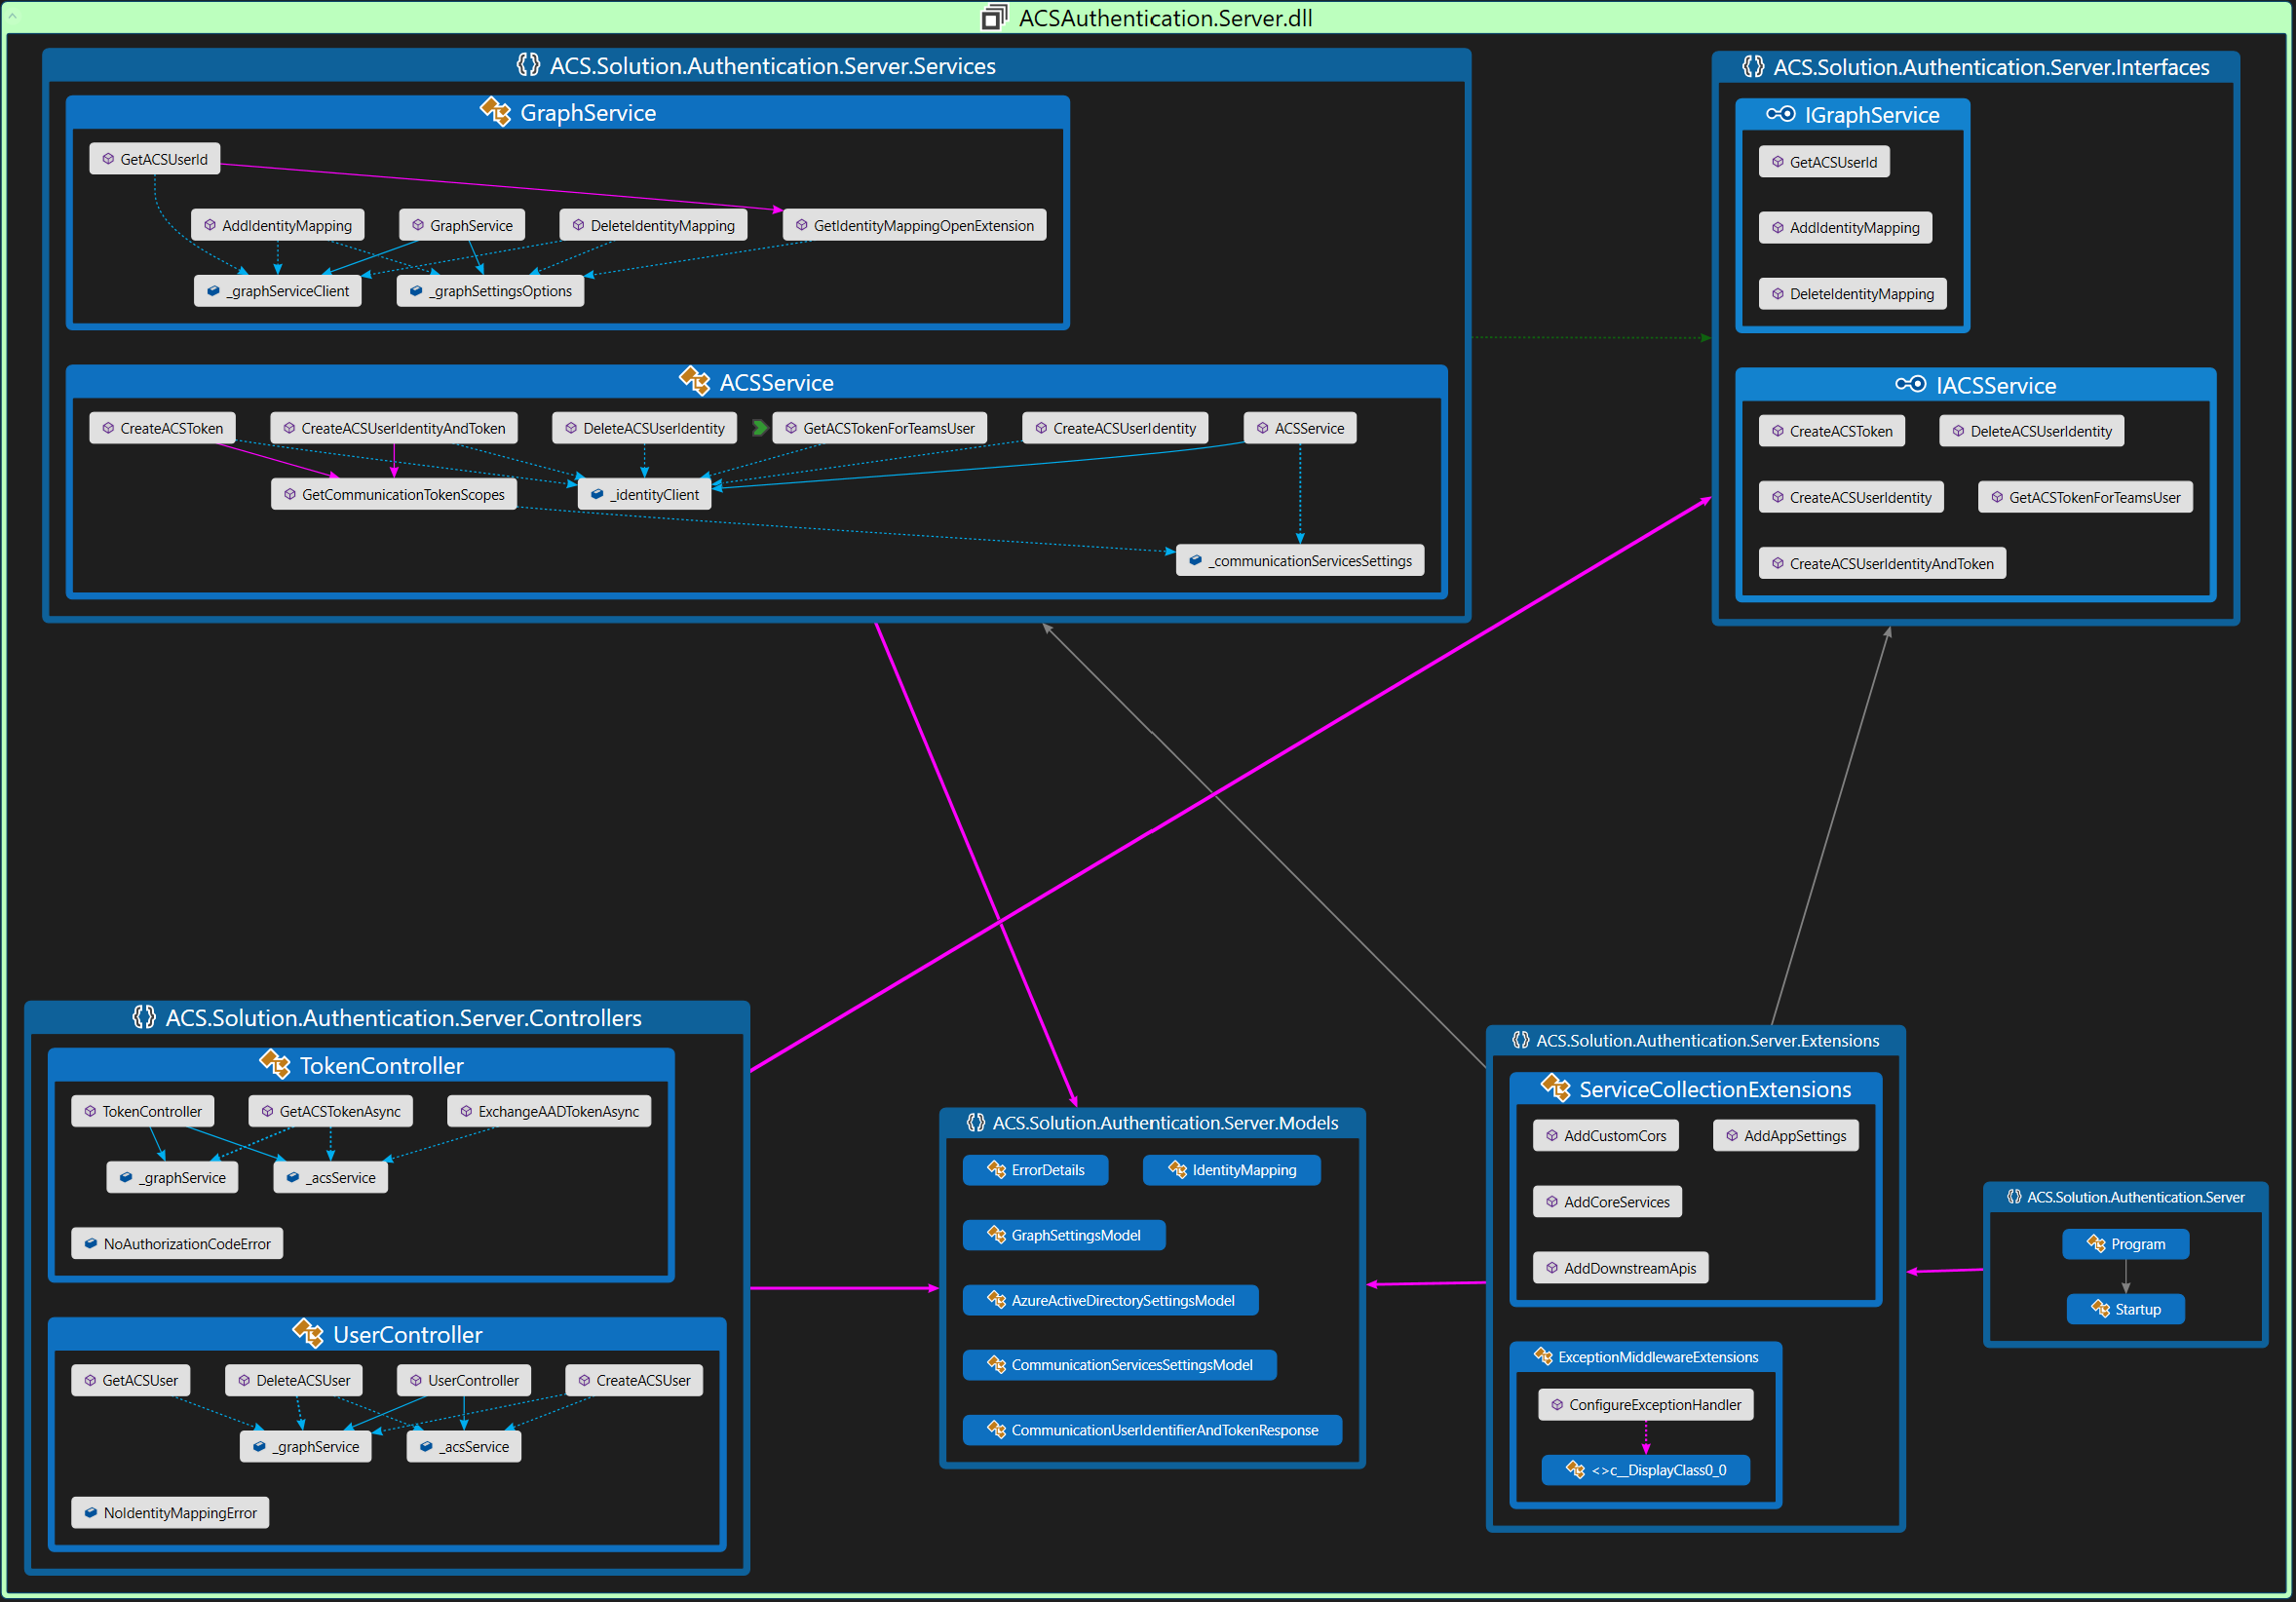 ACSAuthentication.Server.dll
ACS.Solution.Authentication.Server.Services
GraphService
GetACSUserId
AddIdentityMapping
GraphService
DeleteIdentityMapping
GetIdentityMappingOpenExtension
_graphServiceClient
_graphSettingsOptions
ACSService
CreateACSToken
CreateACSUserIdentityAndToken
DeleteACSUserIdentity
GetACSTokenForTeamsUser
CreateACSUserIdentity
ACSService
GetCommunicationTokenScopes
_identityClient
_communicationServicesSettings
ACS.Solution.Authentication.Server.Interfaces
IGraphService
GetACSUserId
AddIdentityMapping
DeleteIdentityMapping
IACSService
CreateACSToken
DeleteACSUserIdentity
CreateACSUserIdentity
GetACSTokenForTeamsUser
CreateACSUserIdentityAndToken
ACS.Solution.Authentication.Server.Controllers
TokenController
TokenController
GetACSTokenAsync
ExchangeAADTokenAsync
_graphService
_acsService
NoAuthorizationCodeError
UserController
GetACSUser
DeleteACSUser
UserController
CreateACSUser
_graphService
_acsService
NoIdentityMappingError
ACS.Solution.Authentication.Server.Models
ErrorDetails
IdentityMapping
GraphSettingsModel
AzureActiveDirectorySettingsModel
CommunicationServicesSettingsModel
CommunicationUserIdentifierAndTokenResponse
ACS.Solution.Authentication.Server.Extensions
ServiceCollectionExtensions
AddCustomCors
AddAppSettings
AddCoreServices
AddDownstreamApis
ExceptionMiddlewareExtensions
ConfigureExceptionHandler
<>c__DisplayClass0_0
ACS.Solution.Authentication.Server
Program
Startup